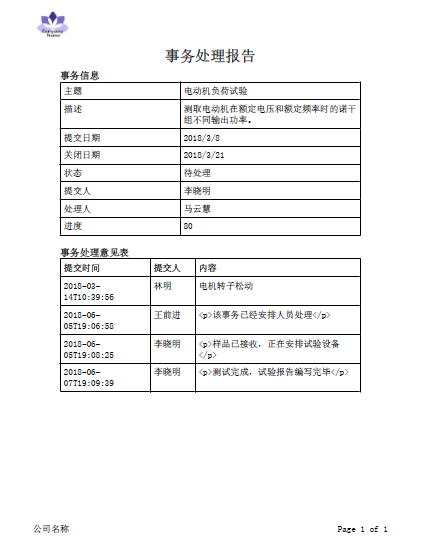 Company
Name
事务处理报告
事务信息
主题 电动机负荷试验
描述 测取电动机在额定电压和额定频率时的诺干
组不同输出功率。
提交日期 2018/3/8
关闭日期 2018/3/21
状态 待处理
提交人 李晓明
处理人 马云慧
进度 80
事务处理意见表
提交时间 提交人 内容
2018-03- 林明 电机转子松动
14T10:39:56
2018-06- 王前进 <p>该事务已经安排人员处理</p>
05T19:06:58
2018-06- 李晓明 <p>样品已接收，正在安排试验设备
05T19:08:25 </p>
2018-06- 李晓明 <p>测试完成，试验报告编写完毕</p>
07T19:09:39
公司名称 Page 1 of 1